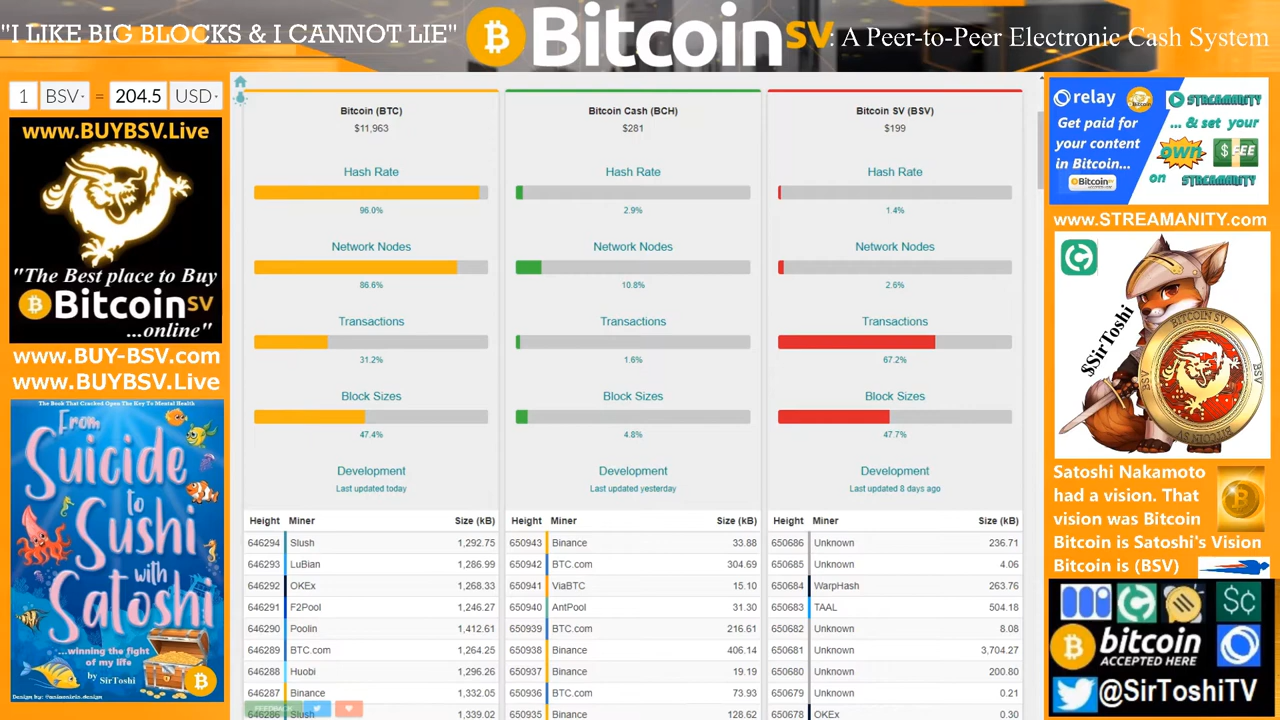 "I LIKE BIG BLOCKS & I CANNOT LIE"
BitcoinSV: A Peer-to-Peer Electronic Cash System
1 BSV = 204.5 USD
www.BUYBSV.Live
"The Best place to Buy
BitcoinSV
...online"
www.BUY-BSV.com
www.BUYBSV.Live
The Book That Cracked Open The Key To Mental Health
From
Suicide
to
Sushi
with
Satoshi
...winning the fight
of my life
by SirToshi
Design by: @animeniris.design
Bitcoin (BTC)
$11,963
Hash Rate
96.0%
Network Nodes
86.6%
Transactions
31.2%
Block Sizes
47.4%
Development
Last updated today
Bitcoin Cash (BCH)
$281
Hash Rate
2.9%
Network Nodes
10.8%
Transactions
1.6%
Block Sizes
4.8%
Development
Last updated yesterday
Bitcoin SV (BSV)
$199
Hash Rate
1.4%
Network Nodes
2.6%
Transactions
67.2%
Block Sizes
47.7%
Development
Last updated 8 days ago
Height Miner Size (kB)
646294 Slush 1,292.75
646293 LuBian 1,286.99
646292 OKEx 1,268.33
646291 F2Pool 1,246.27
646290 Poolin 1,412.61
646289 BTC.com 1,264.25
646288 Huobi 1,296.26
646287 Binance 1,332.05
646286 Slush 1,339.02
FEEDBACK
Height Miner Size (kB)
650943 Binance 33.88
650942 BTC.com 304.69
650941 ViaBTC 15.10
650940 AntPool 31.30
650939 BTC.com 216.61
650938 Binance 406.14
650937 Binance 19.19
650936 BTC.com 73.93
650935 Binance 128.62
Height Miner Size (kB)
650686 Unknown 236.71
650685 Unknown 4.06
650684 WarpHash 263.76
650683 TAAL 504.18
650682 Unknown 8.08
650681 Unknown 3,704.27
650680 Unknown 200.80
650679 Unknown 0.21
650678 OKEx 0.30
relay
Get paid for
your content
in Bitcoin...
STREAMANITY
... & set your
own $ FEE
on STREAMANITY
www.STREAMANITY.com
$SirToshi
BITCOIN SV
BSV
BSV
Satoshi Nakamoto
had a vision. That
vision was Bitcoin
Bitcoin is Satoshi's Vision
Bitcoin is (BSV)
bitcoin
ACCEPTED HERE
@SirToshiTV